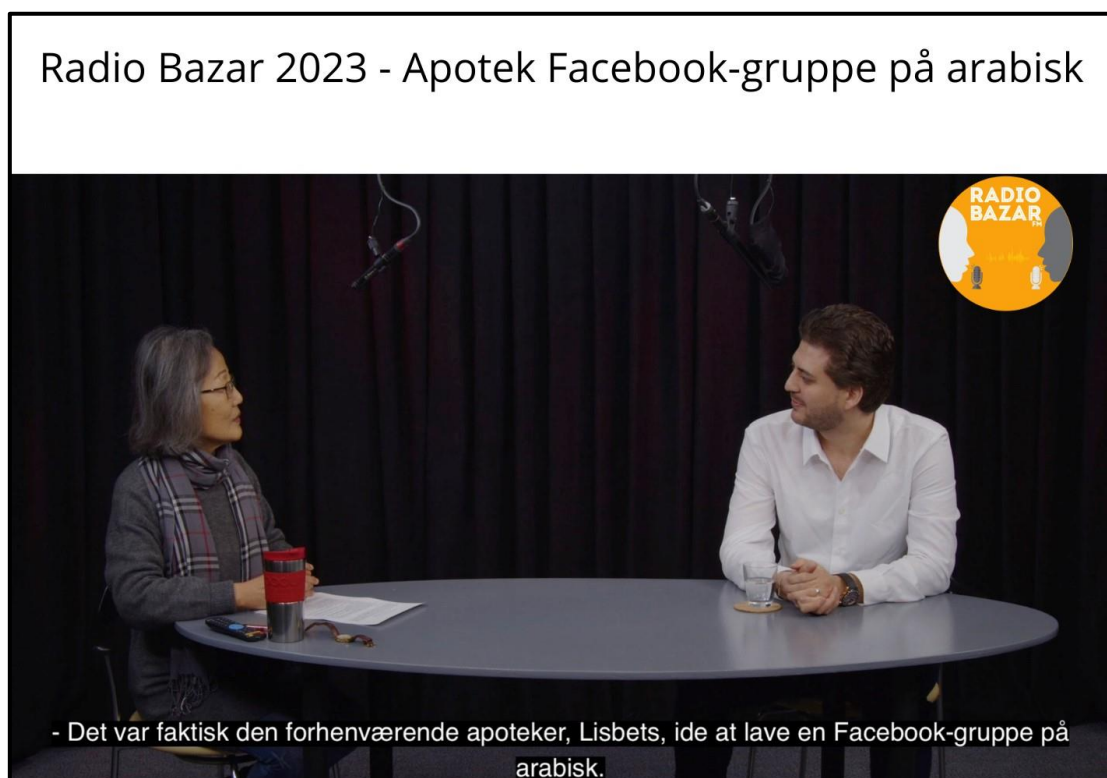 Radio Bazar 2023 - Apotek Facebook-gruppe på arabisk
RADIO
BAZAR
FM
- Det var faktisk den forhenværende apoteker, Lisbets, ide at lave en Facebook-gruppe på
arabisk.